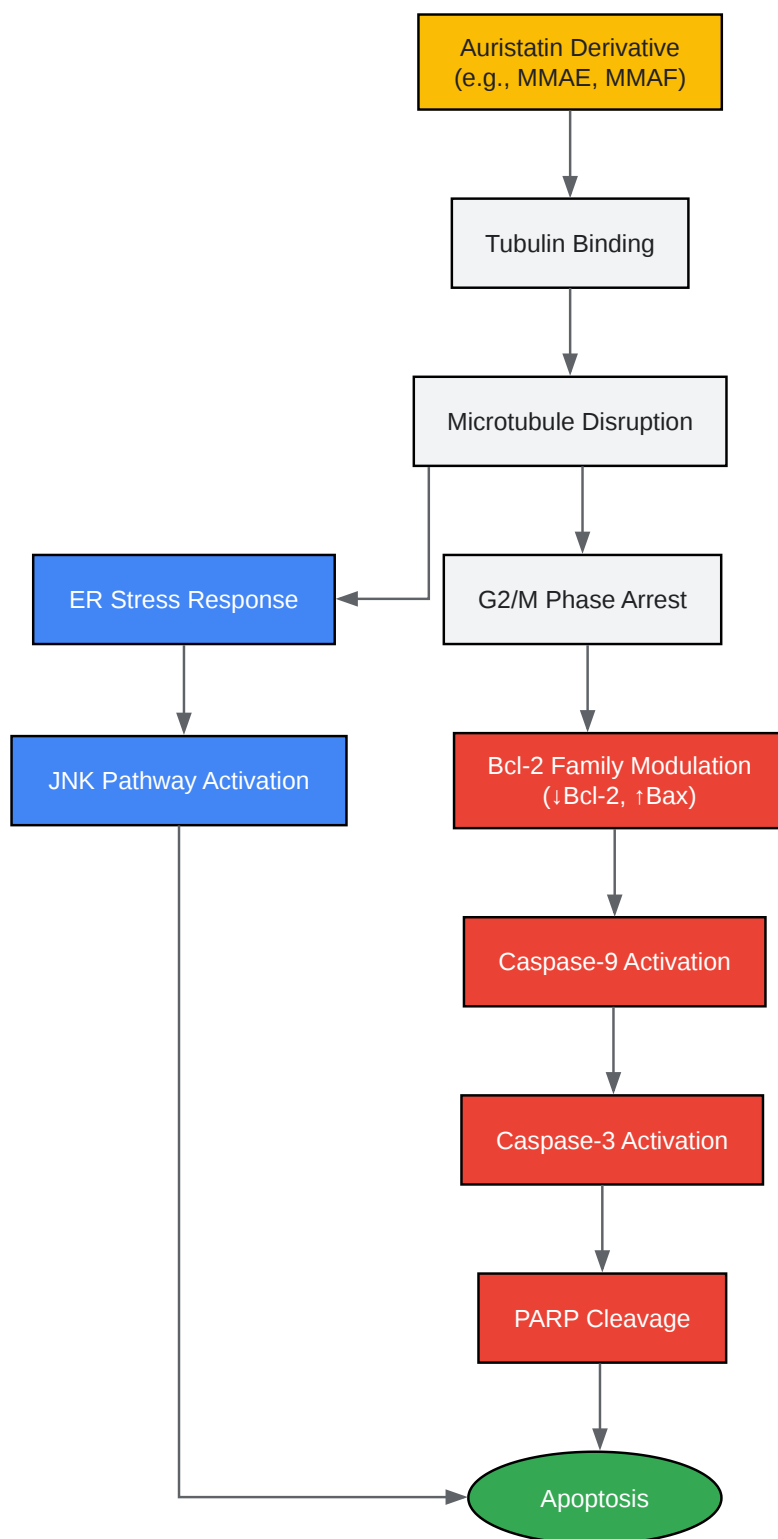 Auristatin Derivative
(e.g., MMAE, MMAF)
Tubulin Binding
Microtubule Disruption
ER Stress Response
G2/M Phase Arrest
JNK Pathway Activation
Bcl-2 Family Modulation
(↓Bcl-2, ↑Bax)
Caspase-9 Activation
Caspase-3 Activation
PARP Cleavage
Apoptosis